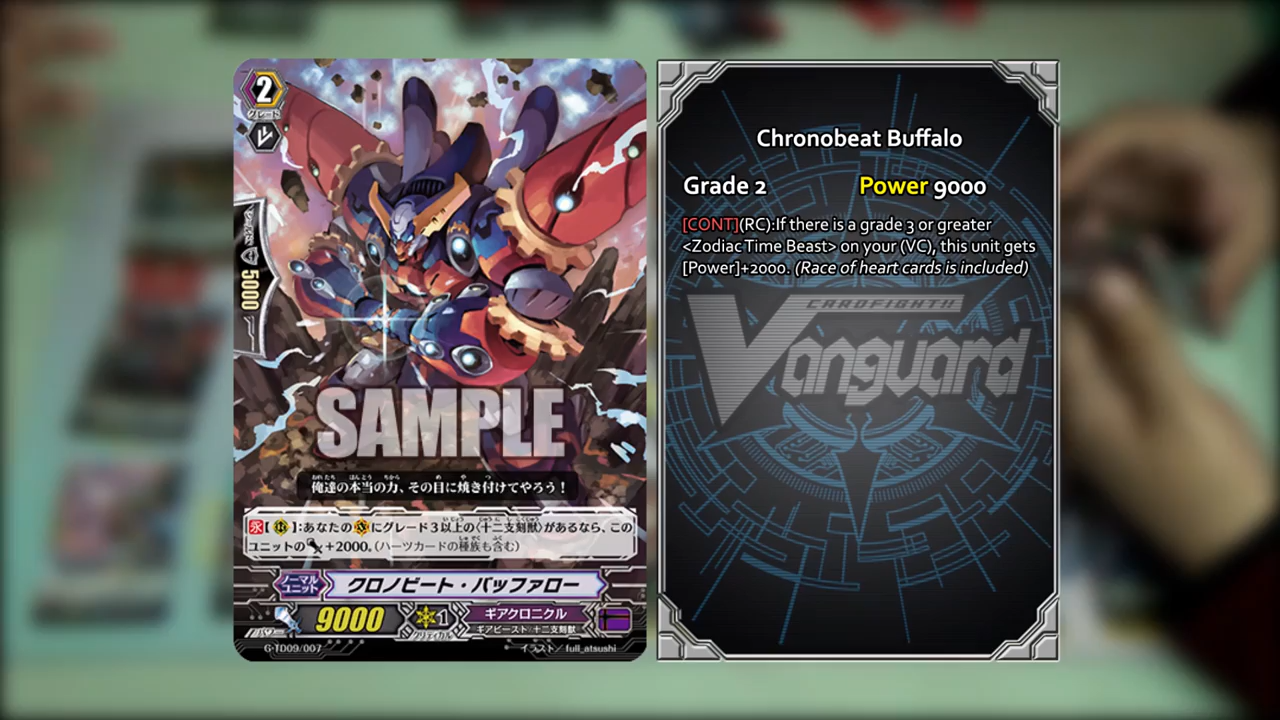 2
グレード
5000
SAMPLE
俺達の本当の力、その目に焼き付けてやろう！
永【 】：あなたの にグレード３以上の〈十二支刻獣〉があるなら、この
ユニットの ＋2000。（ハーツカードの種族も含む）
ノーマル
ユニット
クロノビート・バッファロー
9000
1
クリティカル
ギアクロニクル
ギアビースト/十二支刻獣
G-TD09/007
イラスト／ full_atsushi
Chronobeat Buffalo
Grade 2
Power 9000
[CONT](RC):If there is a grade 3 or greater
<Zodiac Time Beast> on your (VC), this unit gets
[Power]+2000. (Race of heart cards is included)
CARDFIGHT!!
Vanguard